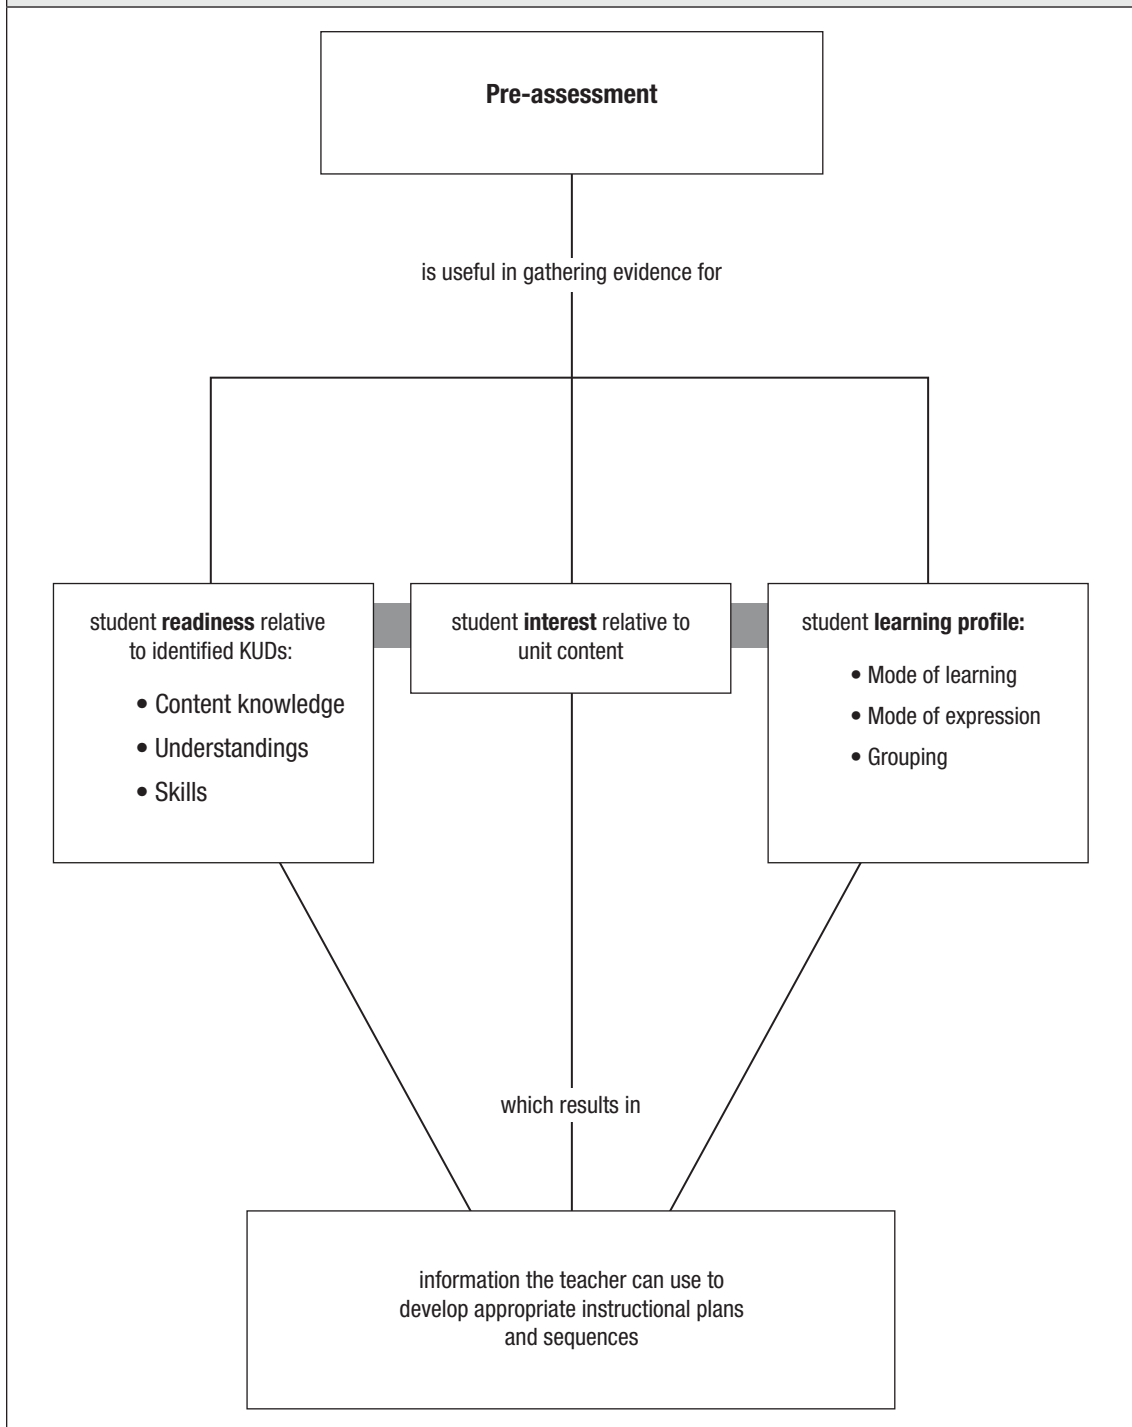 Pre-assessment
is useful in gathering evidence for
student readiness relative
to identified KUDs:
• Content knowledge
• Understandings
• Skills
student interest relative to
unit content
student learning profile:
• Mode of learning
• Mode of expression
• Grouping
which results in
information the teacher can use to
develop appropriate instructional plans
and sequences